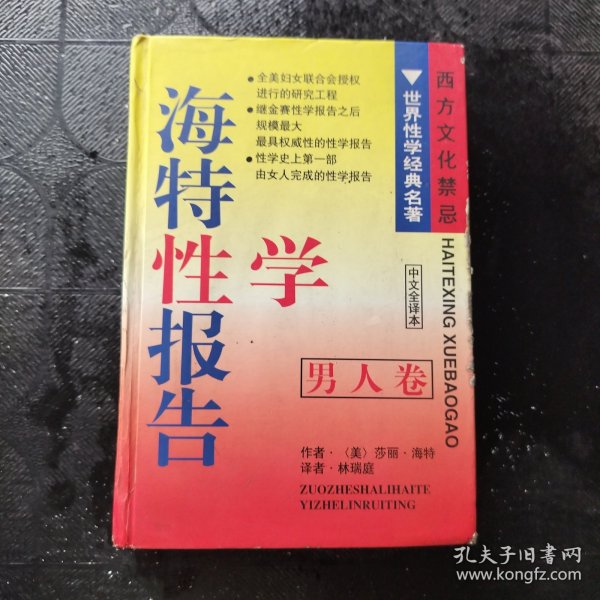 西方文化禁忌
世界性学经典名著
●全美妇女联合会授权
进行的研究工程
●继金赛性学报告之后
规模最大
最具权威性的性学报告
●性学史上第一部
由女人完成的性学报告
海特性学报告
HAITEXING XUEBAOGAO
中文全译本
男人卷
作者·〈美〉莎丽·海特
译者·林瑞庭
ZUOZHESHALIHAITE
YIZHELINRUITING
孔夫子旧书网
www.kongfz.com